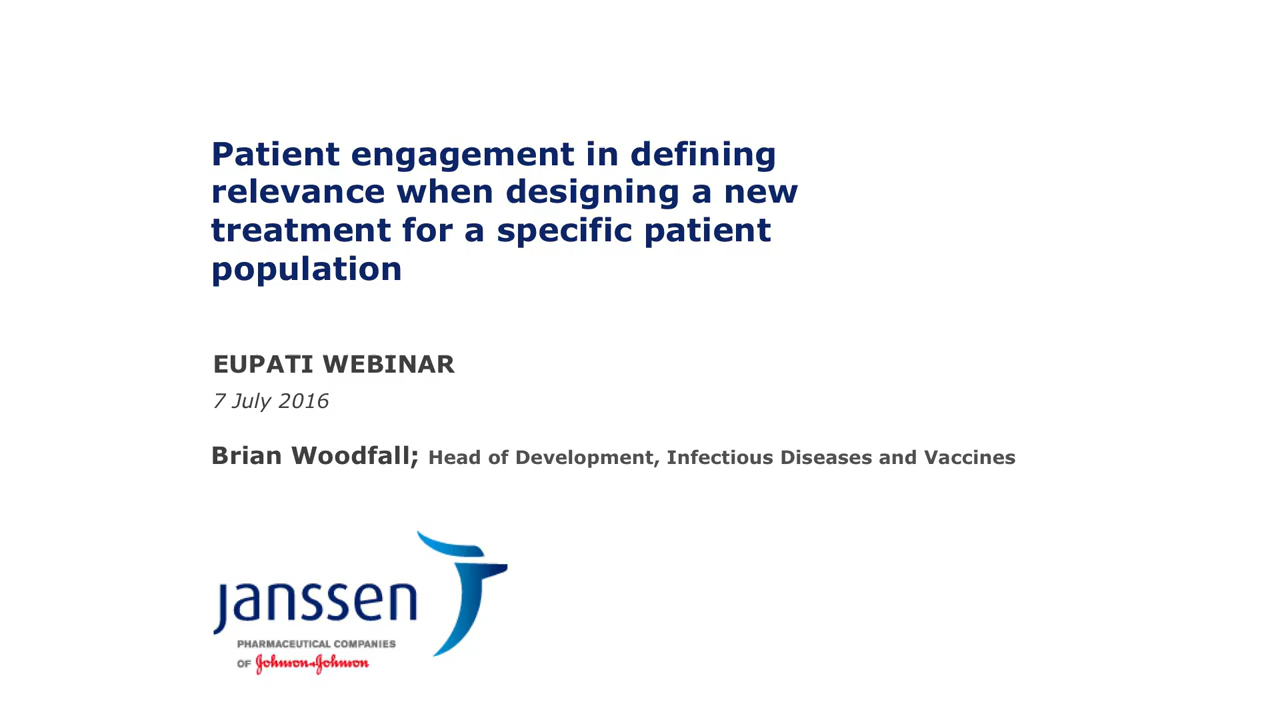 Patient engagement in defining
relevance when designing a new
treatment for a specific patient
population
EUPATI WEBINAR
7 July 2016
Brian Woodfall; Head of Development, Infectious Diseases and Vaccines
janssen
PHARMACEUTICAL COMPANIES
OF Johnson+Johnson